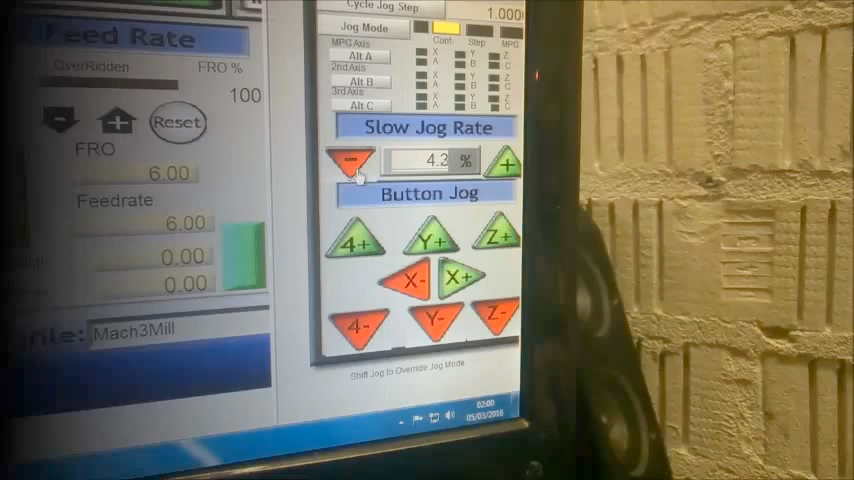 Cycle Jog Step
1.000
Feed Rate
Jog Mode
Cont.
Step
MPG
OverRidden
FRO %
100
MPG Axis
Alt A
X
Y
Z
A
B
C
2nd Axis
Alt B
X
Y
Z
A
B
C
3rd Axis
Alt C
X
Y
Z
A
B
C
-
+
Reset
Slow Jog Rate
-
4.3 %
+
FRO
6.00
Button Jog
Feedrate
6.00
4+
Y+
Z+
0.00
X-
X+
0.00
4-
Y-
Z-
Mach3Mill
Shift Jog to Override Jog Mode
02:00
05/03/2016